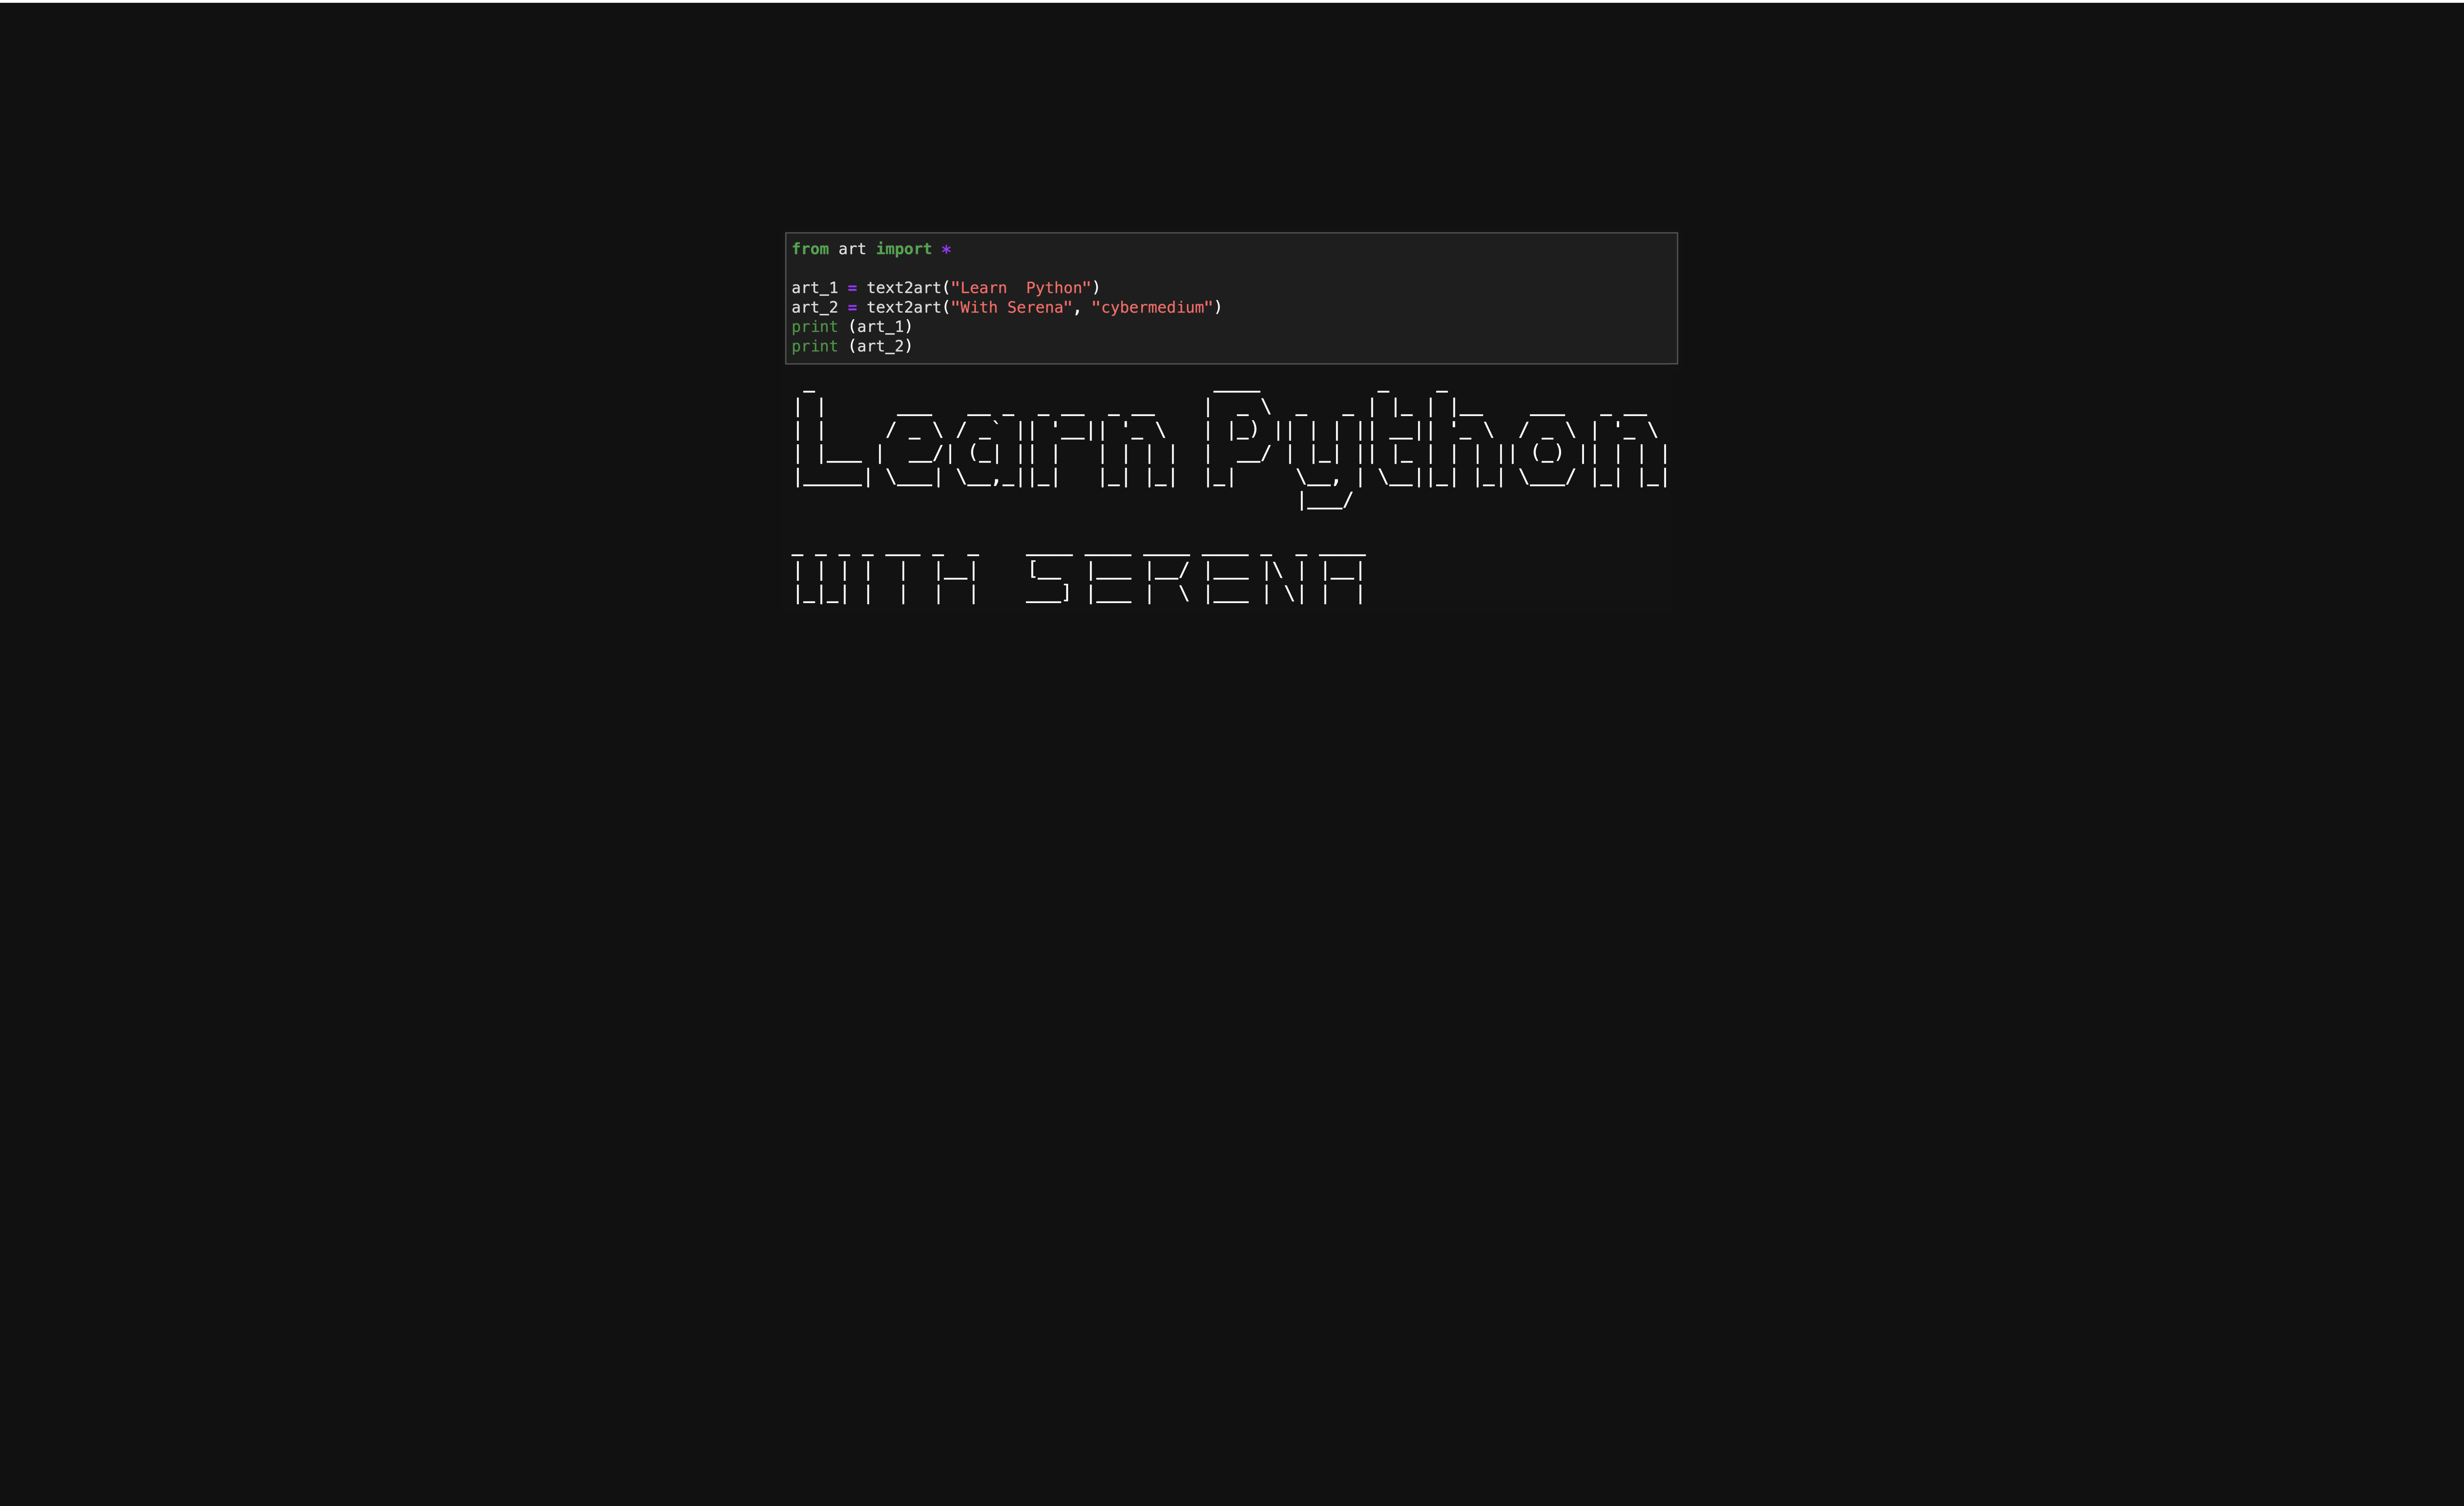 from art import *
art_1 = text2art("Learn  Python")
art_2 = text2art("With Serena", "cybermedium")
print (art_1)
print (art_2)
Learn Python
WITH SERENA